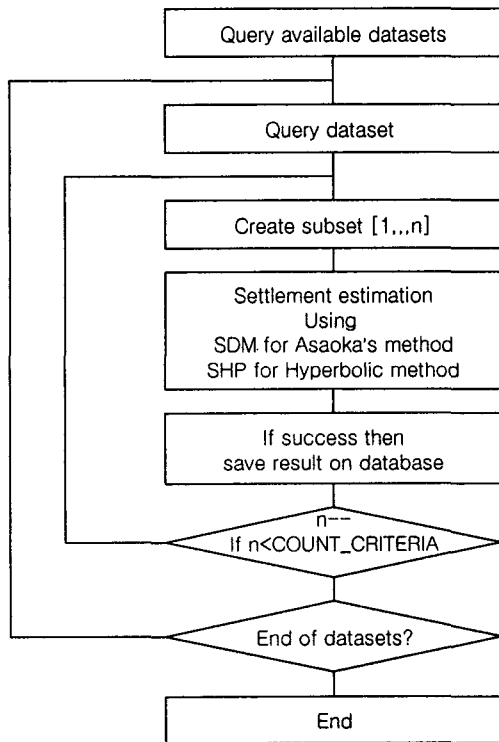 Query available datasets
Query dataset
Create subset [1,,,n]
Settlement estimation
Using
SDM for Asaoka's method
SHP for Hyperbolic method
If success then
save result on database
n--
If n<COUNT_CRITERIA
End of datasets?
End